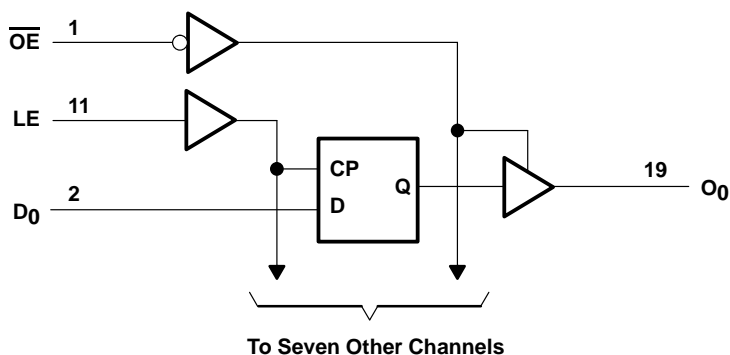 OE 1
LE 11
CP
D0 2 D Q 19 O0
To Seven Other Channels